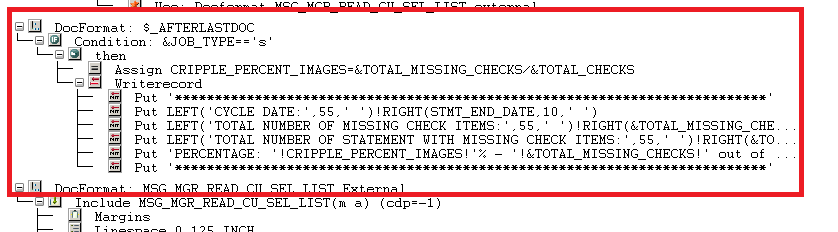 Use: Docformat MSG_MGR_READ_CU_SEL_LIST external
DocFormat: $_AFTERLASTDOC
Condition: &JOB_TYPE=='s'
then
Assign CRIPPLE_PERCENT_IMAGES=&TOTAL_MISSING_CHECKS/&TOTAL_CHECKS
Writerecord
Put '**************************************************************************'
Put LEFT('CYCLE DATE:',55,' ')!RIGHT(STMT_END_DATE,10,' ')
Put LEFT('TOTAL NUMBER OF MISSING CHECK ITEMS:',55,' ')!RIGHT(&TOTAL_MISSING_CHE...
Put LEFT('TOTAL NUMBER OF STATEMENT WITH MISSING CHECK ITEMS:',55,' ')!RIGHT(&TO...
Put 'PERCENTAGE: '!CRIPPLE_PERCENT_IMAGES!'% - '!&TOTAL_MISSING_CHECKS!' out of ...
Put '**************************************************************************'
DocFormat: MSG_MGR_READ_CU_SEL_LIST External
Include MSG_MGR_READ_CU_SEL_LIST(m a) (cdp=-1)
Margins
Linespace 0.125 INCH